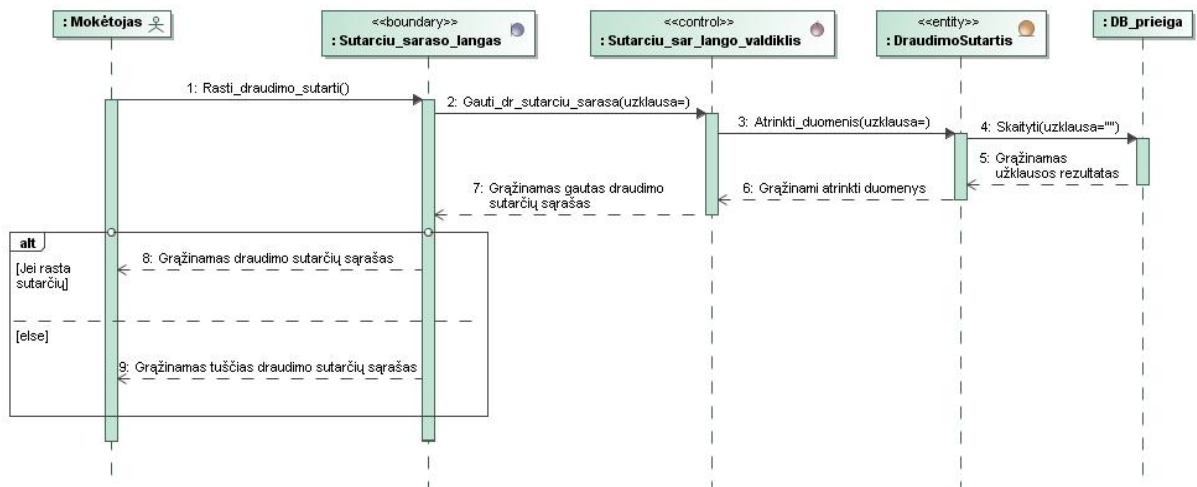 : Mokėtojas
<<boundary>>
: Sutarciu_saraso_langas
<<control>>
: Sutarciu_sar_lango_valdiklis
<<entity>>
: DraudimoSutartis
: DB_prieiga
1: Rasti_draudimo_sutarti()
2: Gauti_dr_sutarciu_sarasa(uzklausa=)
3: Atrinkti_duomenis(uzklausa=)
4: Skaityti(uzklausa="")
5: Grąžinamas
užklausos rezultatas
6: Grąžinami atrinkti duomenys
7: Grąžinamas gautas draudimo
sutarčių sąrašas
alt
[Jei rasta
sutarčių]
8: Grąžinamas draudimo sutarčių sąrašas
[else]
9: Grąžinamas tuščias draudimo sutarčių sąrašas